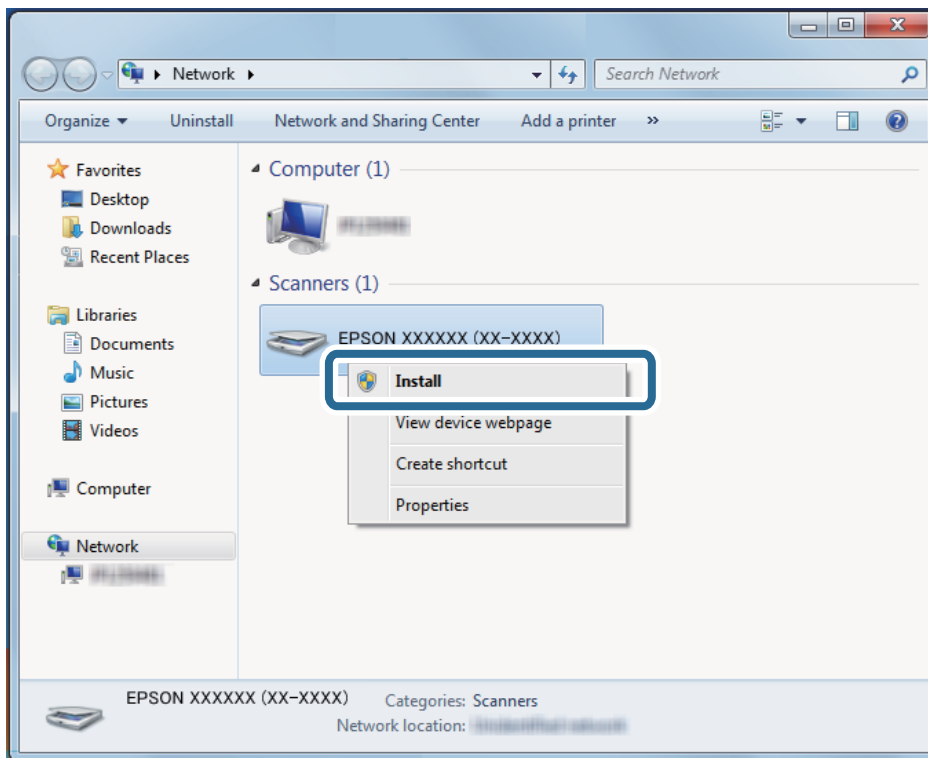 Network
Search Network
Organize
Uninstall
Network and Sharing Center
Add a printer
»
Favorites
Desktop
Downloads
Recent Places
Libraries
Documents
Music
Pictures
Videos
Computer
Network
Computer (1)
Scanners (1)
EPSON XXXXXX (XX-XXXX)
Install
View device webpage
Create shortcut
Properties
EPSON XXXXXX (XX-XXXX) Categories: Scanners
Network location: